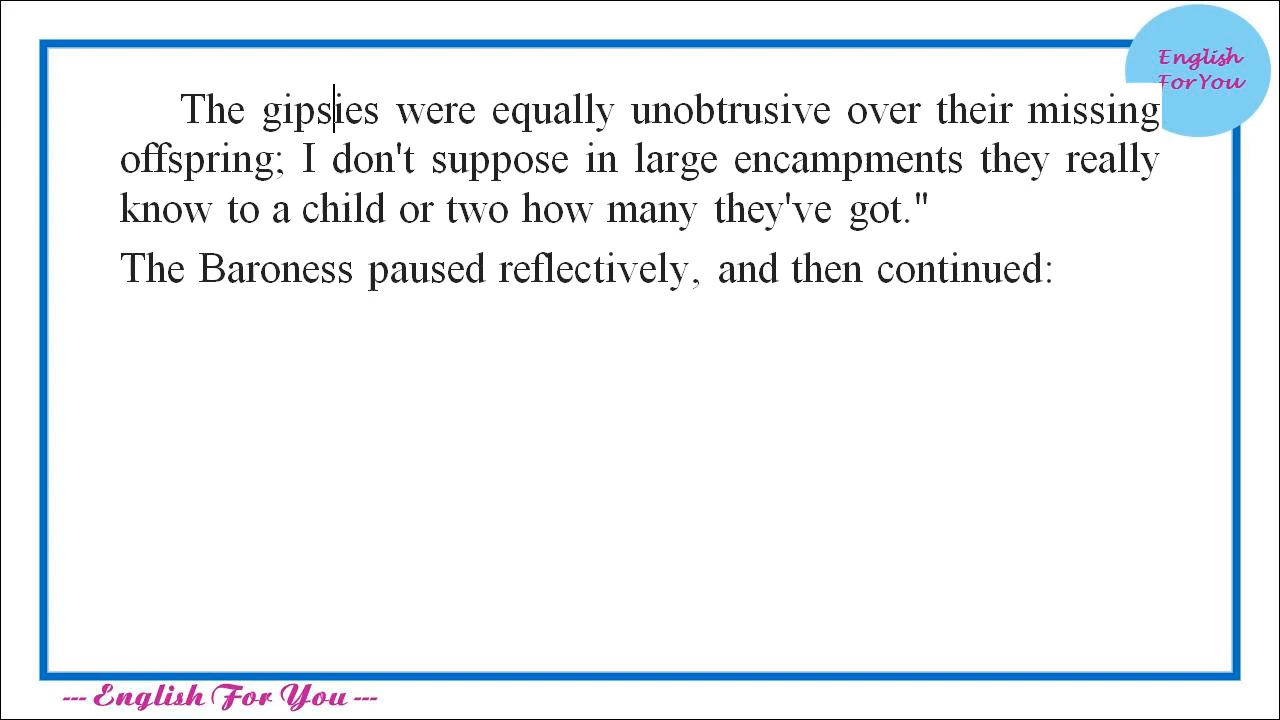 English
ForYou
The gipsies were equally unobtrusive over their missing
offspring; I don't suppose in large encampments they really
know to a child or two how many they've got."
The Baroness paused reflectively, and then continued:
--- English For You ---